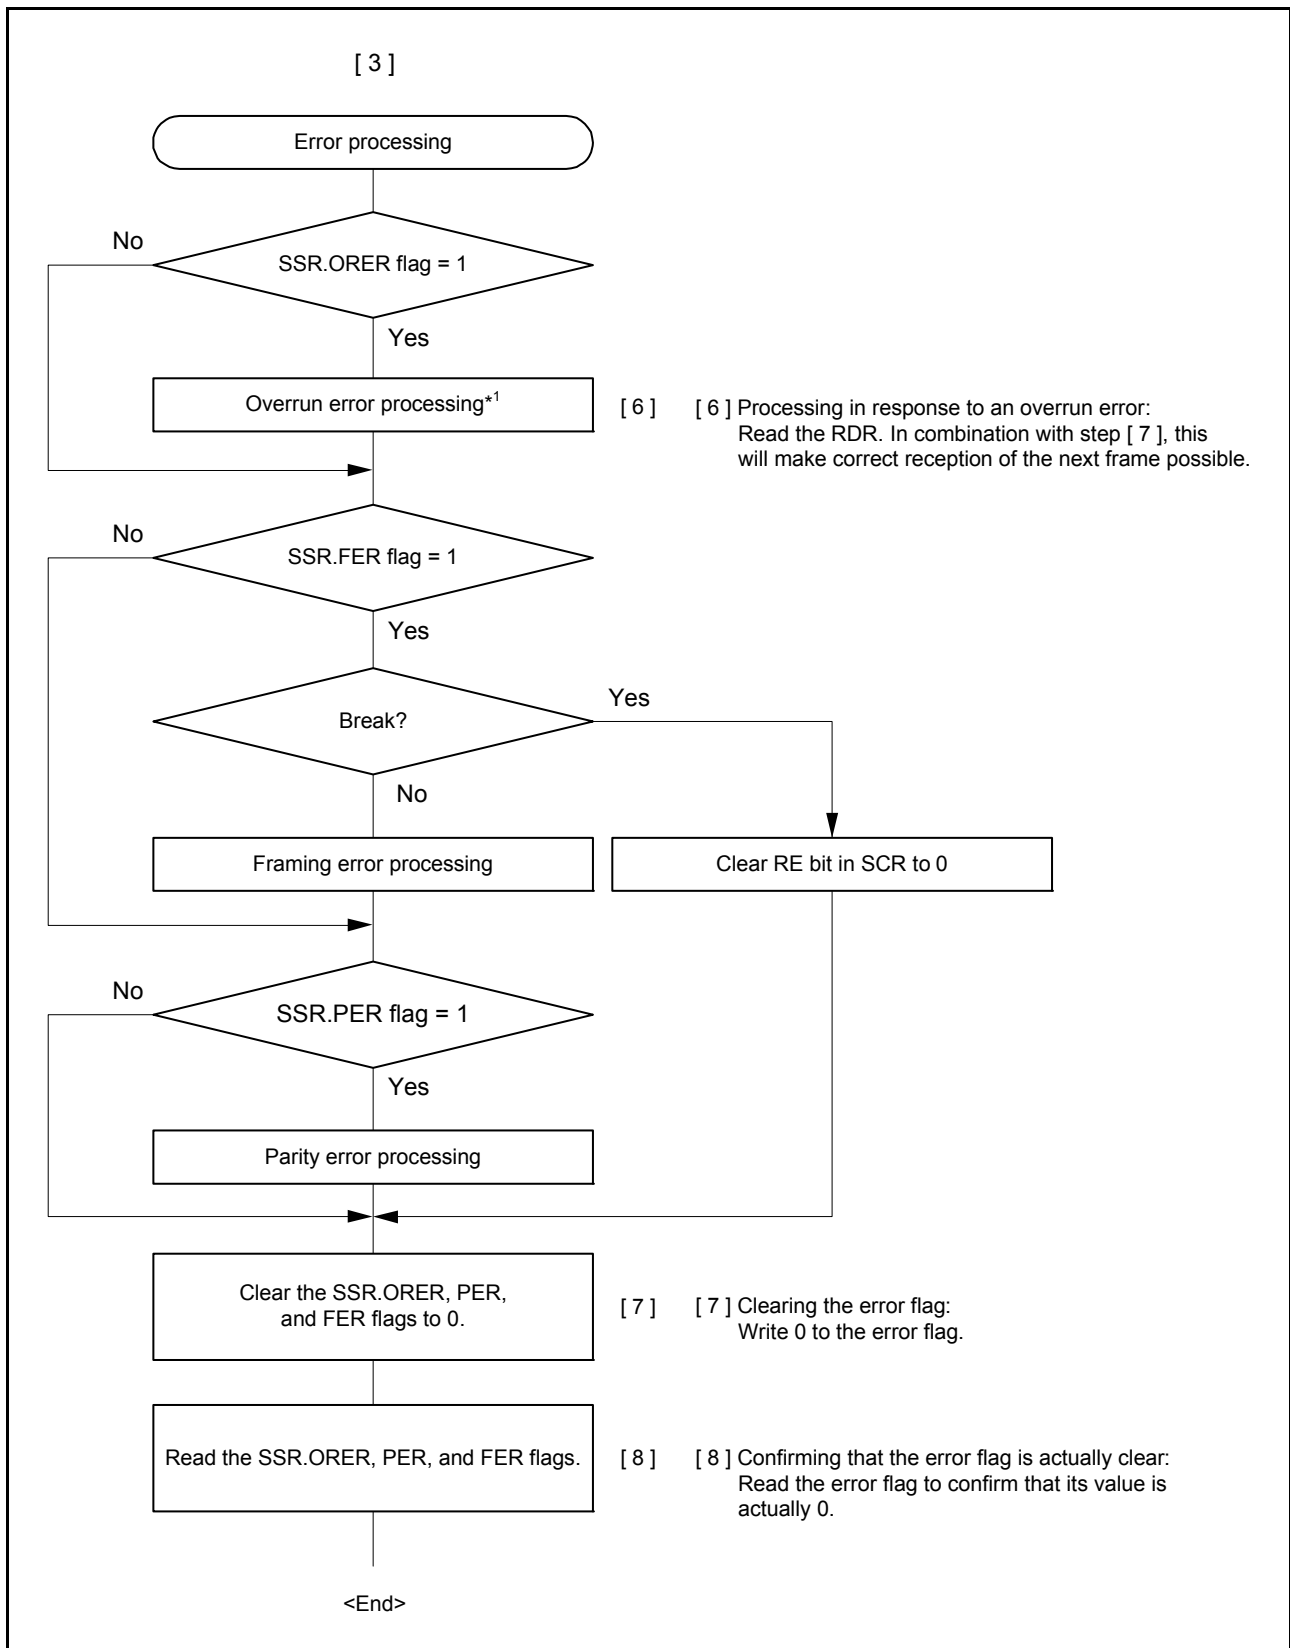 [ 3 ]
Error processing
No
SSR.ORER flag = 1
Yes
Overrun error processing*1
[ 6 ]
[ 6 ] Processing in response to an overrun error:
Read the RDR. In combination with step [ 7 ], this
will make correct reception of the next frame possible.
No
SSR.FER flag = 1
Yes
Break?
Yes
No
Framing error processing
Clear RE bit in SCR to 0
No
SSR.PER flag = 1
Yes
Parity error processing
Clear the SSR.ORER, PER,
and FER flags to 0.
[ 7 ]
[ 7 ] Clearing the error flag:
Write 0 to the error flag.
Read the SSR.ORER, PER, and FER flags.
[ 8 ]
[ 8 ] Confirming that the error flag is actually clear:
Read the error flag to confirm that its value is
actually 0.
<End>